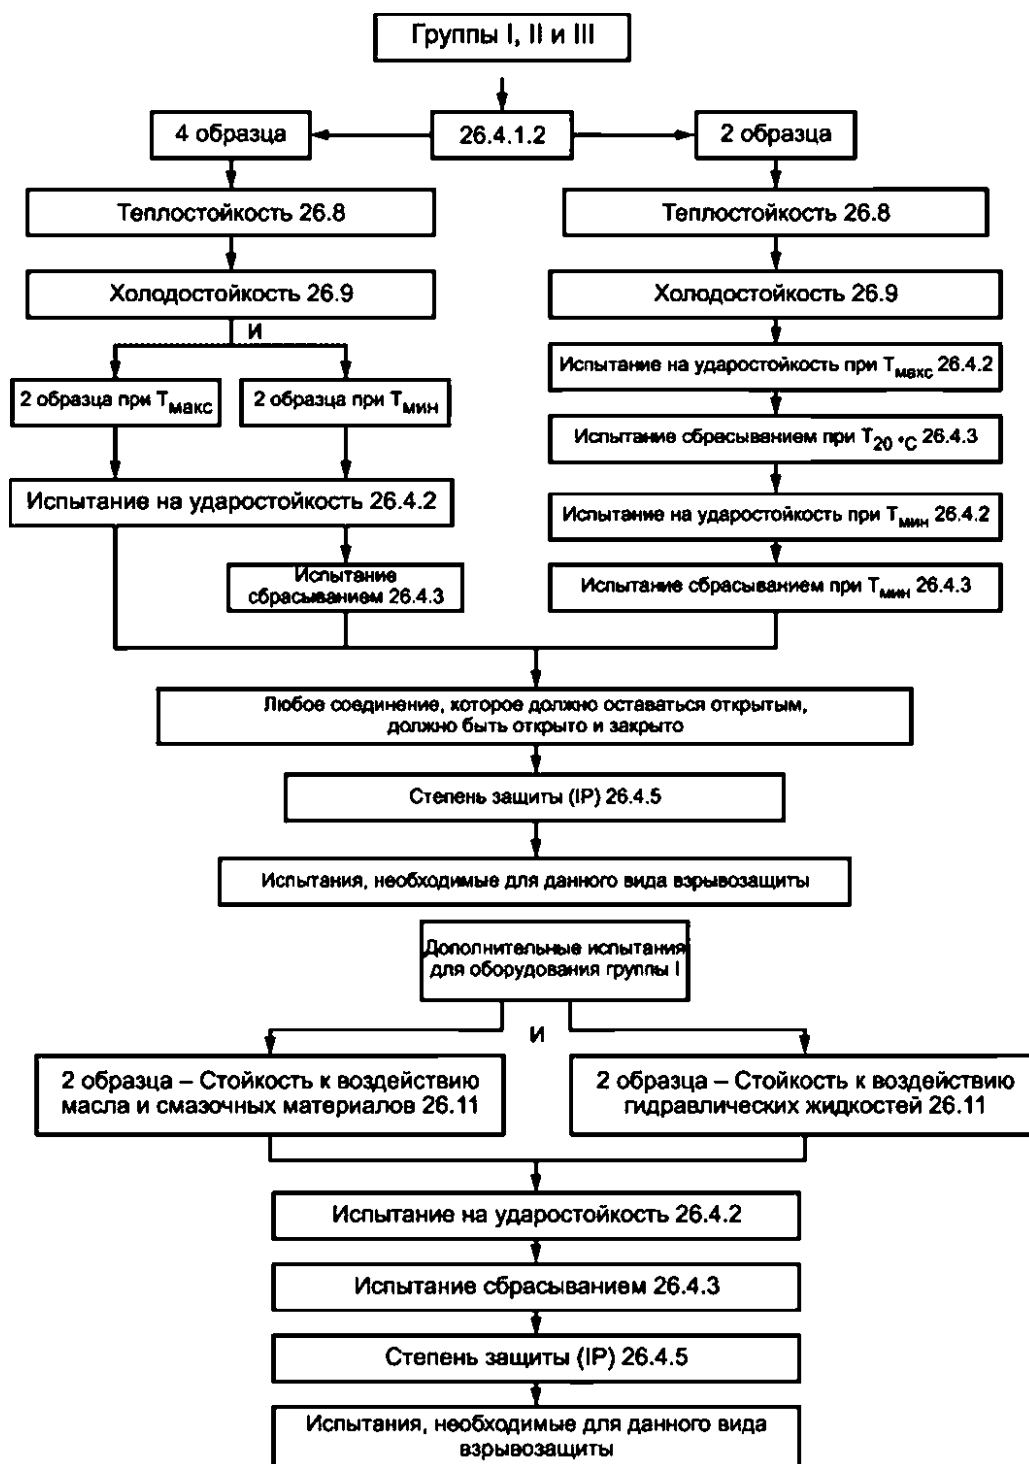 Группы I, II и III
4 образца
26.4.1.2
2 образца
Теплостойкость 26.8
Теплостойкость 26.8
Холодостойкость 26.9
Холодостойкость 26.9
И
2 образца при Tмакс
2 образца при Tмин
Испытание на ударостойкость при Tмакс 26.4.2
Испытание сбрасыванием при T20 °C 26.4.3
Испытание на ударостойкость 26.4.2
Испытание на ударостойкость при Tмин 26.4.2
Испытание
сбрасыванием 26.4.3
Испытание сбрасыванием при Tмин 26.4.3
Любое соединение, которое должно оставаться открытым,
должно быть открыто и закрыто
Степень защиты (IP) 26.4.5
Испытания, необходимые для данного вида взрывозащиты
Дополнительные испытания
для оборудования группы I
И
2 образца – Стойкость к воздействию
масла и смазочных материалов 26.11
2 образца – Стойкость к воздействию
гидравлических жидкостей 26.11
Испытание на ударостойкость 26.4.2
Испытание сбрасыванием 26.4.3
Степень защиты (IP) 26.4.5
Испытания, необходимые для данного вида
взрывозащиты